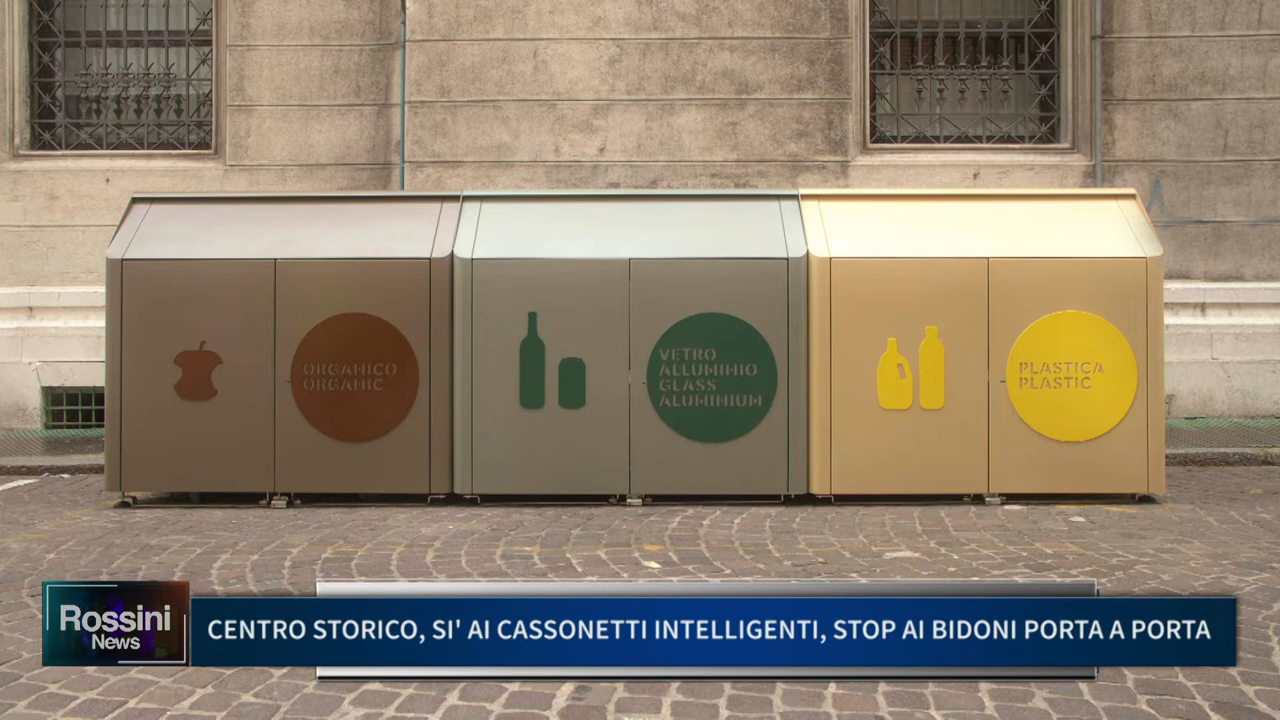 ORGANICO
ORGANIC
VETRO
ALLUMINIO
GLASS
ALUMINIUM
PLASTICA
PLASTIC
Rossini
News
CENTRO STORICO, SI' AI CASSONETTI INTELLIGENTI, STOP AI BIDONI PORTA A PORTA